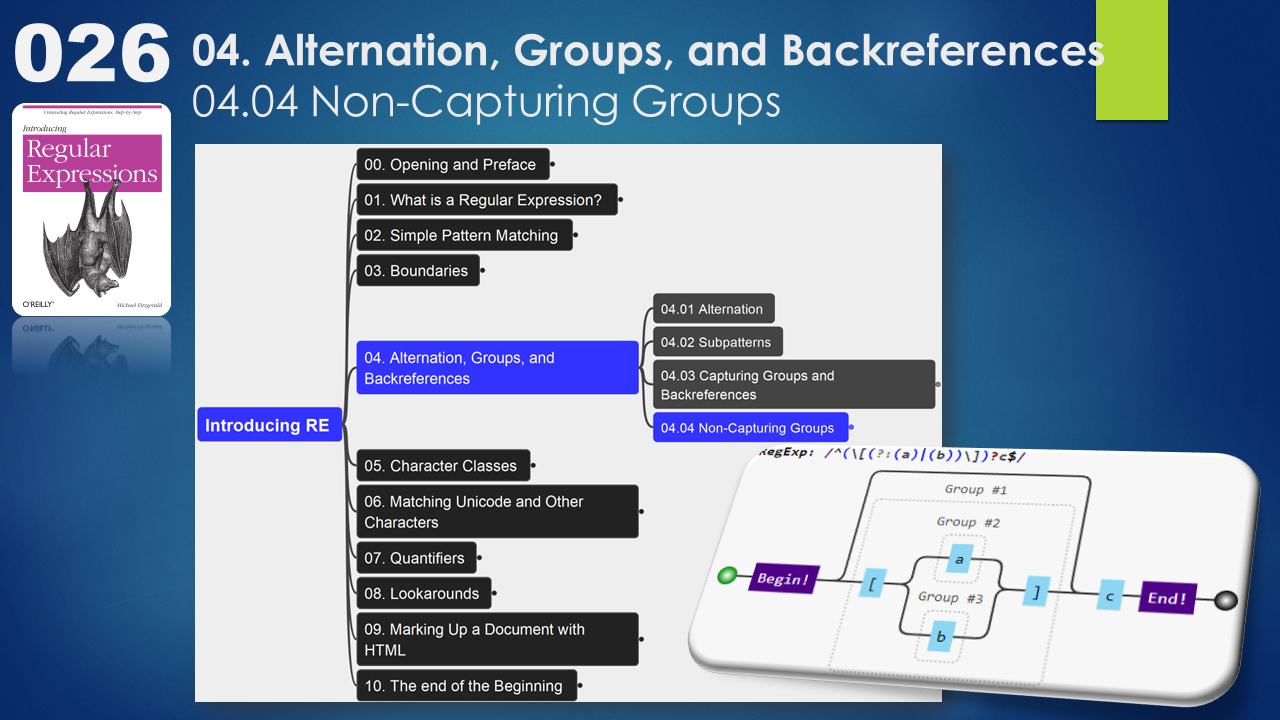 026
04. Alternation, Groups, and Backreferences
04.04 Non-Capturing Groups
Unraveling Regular Expressions, Step-by-Step
Introducing
Regular
Expressions
O'REILLY
Michael Fitzgerald
00. Opening and Preface
01. What is a Regular Expression?
02. Simple Pattern Matching
03. Boundaries
04. Alternation, Groups, and
Backreferences
04.01 Alternation
04.02 Subpatterns
04.03 Capturing Groups and
Backreferences
04.04 Non-Capturing Groups
Introducing RE
05. Character Classes
06. Matching Unicode and Other
Characters
07. Quantifiers
08. Lookarounds
09. Marking Up a Document with
HTML
10. The end of the Beginning
RegExp: /^(\[(?:(a)|(b))\])?c$/
Group #1
Group #2
a
Begin!
[
Group #3
b
]
c
End!